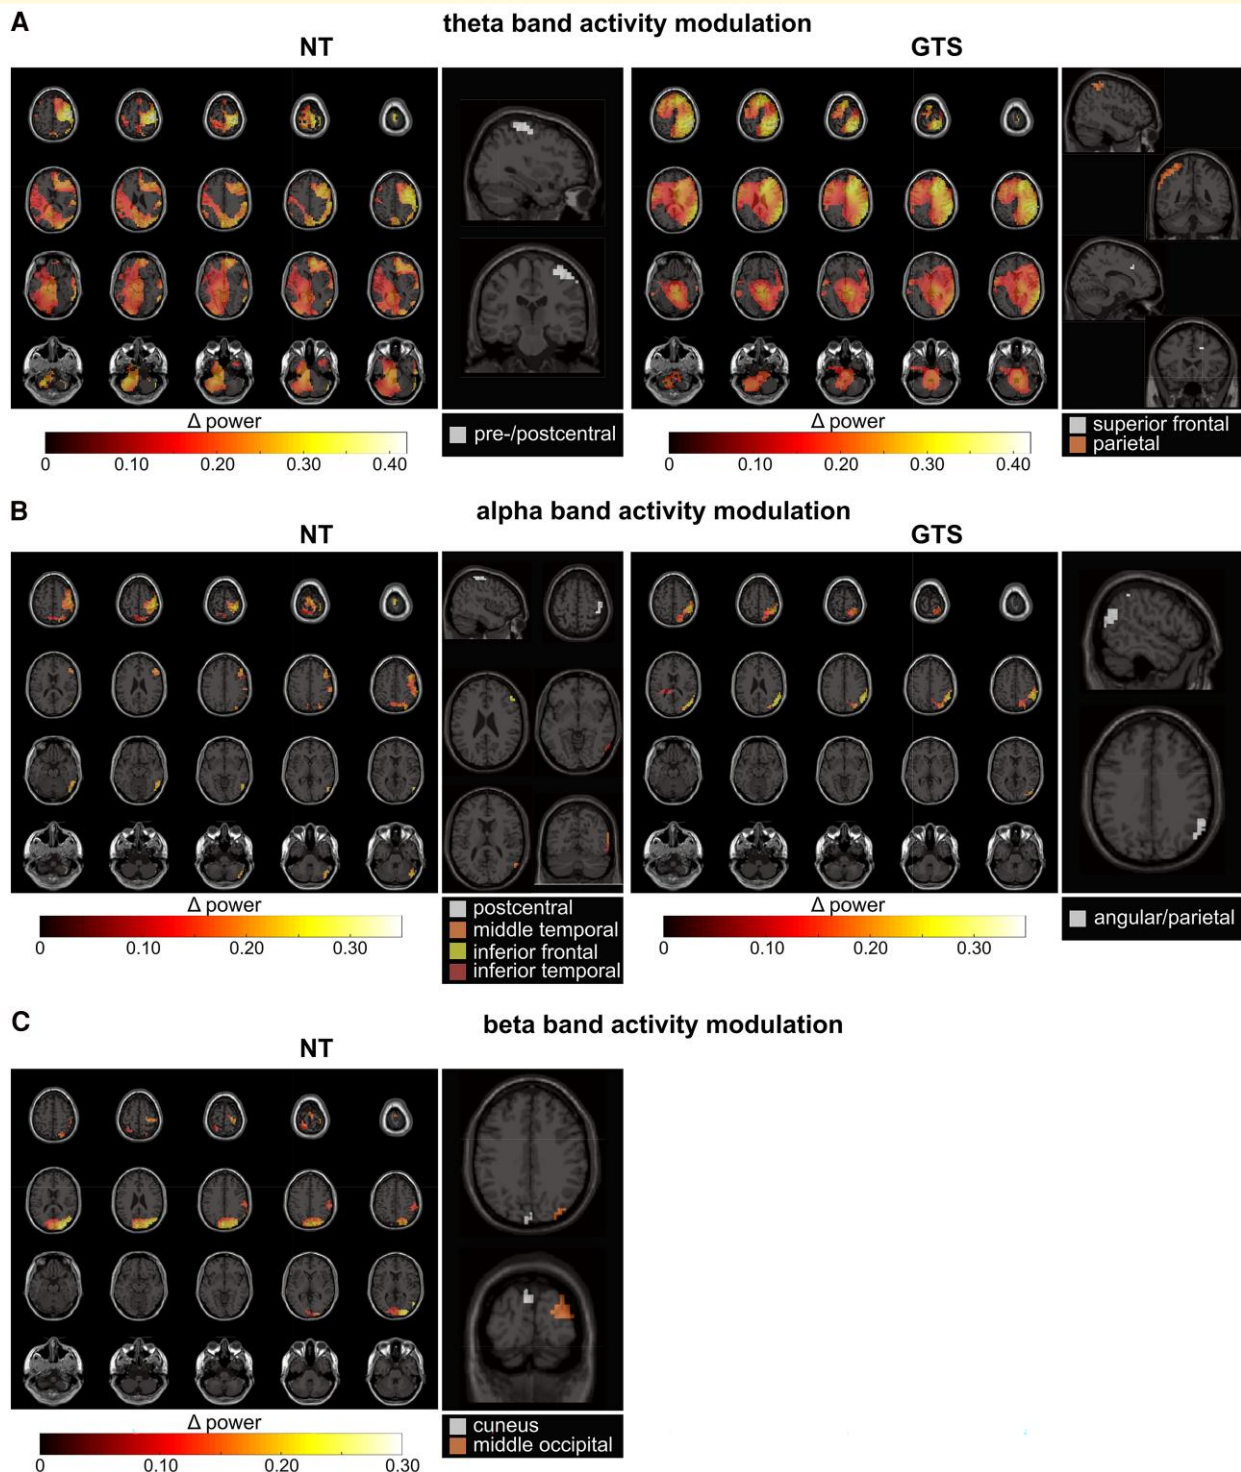 A
theta band activity modulation
NT
GTS
Δ power
0 0.10 0.20 0.30 0.40
pre-/postcentral
Δ power
0 0.10 0.20 0.30 0.40
superior frontal
parietal
B
alpha band activity modulation
NT
GTS
Δ power
0 0.10 0.20 0.30
postcentral
middle temporal
inferior frontal
inferior temporal
Δ power
0 0.10 0.20 0.30
angular/parietal
C
beta band activity modulation
NT
Δ power
0 0.10 0.20 0.30
cuneus
middle occipital